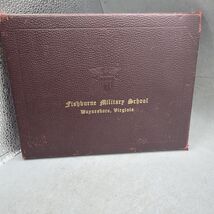 Fishburne Military School
Waynesboro, Virginia